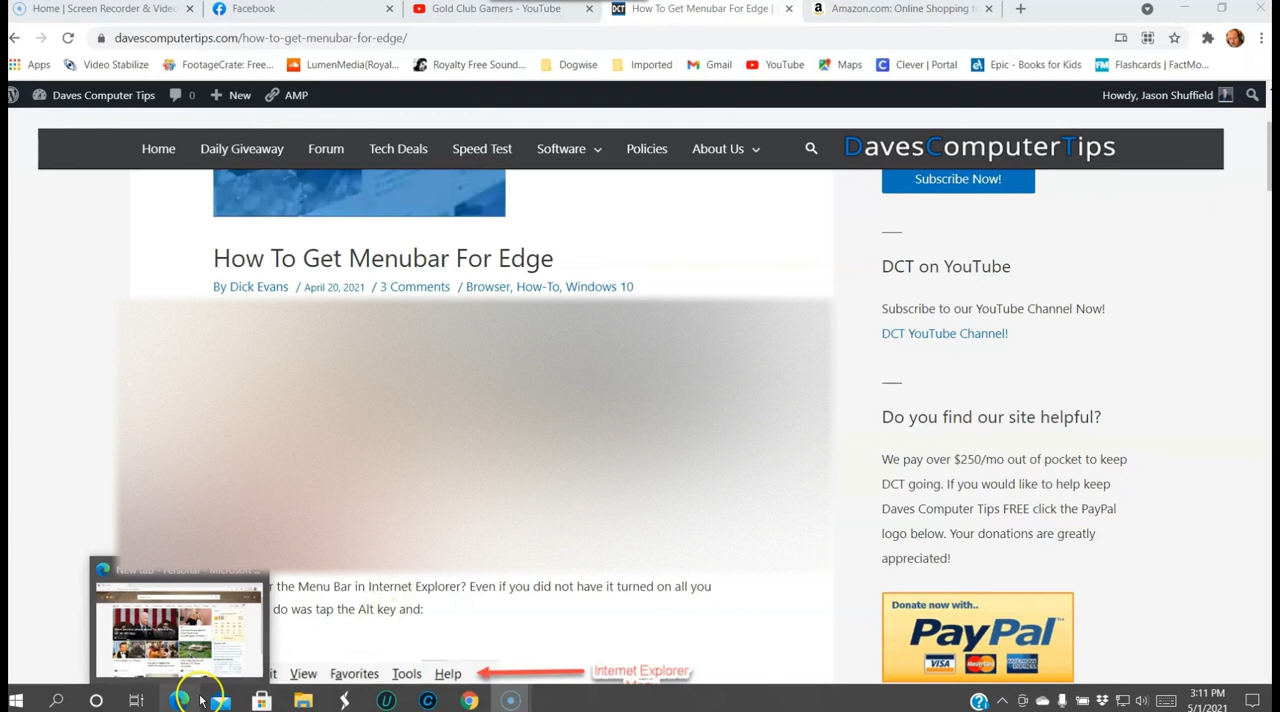 Home | Screen Recorder & Video
Facebook
Gold Club Gamers - YouTube
How To Get Menubar For Edge |
Amazon.com: Online Shopping
davescomputertips.com/how-to-get-menubar-for-edge/
Apps
Video Stabilize
FootageCrate: Free...
LumenMedia(Royal...
Royalty Free Sound...
Dogwise
Imported
Gmail
YouTube
Maps
Clever | Portal
Epic - Books for Kids
Flashcards | FactMo...
Daves Computer Tips
0
New
AMP
Howdy, Jason Shuffield
Home
Daily Giveaway
Forum
Tech Deals
Speed Test
Software
Policies
About Us
DavesComputerTips
Subscribe Now!
How To Get Menubar For Edge
By Dick Evans / April 20, 2021 / 3 Comments / Browser, How-To, Windows 10
DCT on YouTube
Subscribe to our YouTube Channel Now!
DCT YouTube Channel!
Do you find our site helpful?
We pay over $250/mo out of pocket to keep
DCT going. If you would like to help keep
Daves Computer Tips FREE click the PayPal
logo below. Your donations are greatly
appreciated!
New tab - Personal - Microsoft ...
r the Menu Bar in Internet Explorer? Even if you did not have it turned on all you
do was tap the Alt key and:
it View Favorites Tools Help
Internet Explorer
Donate now with..
PayPal
VISA
MasterCard
3:11 PM
5/1/2021